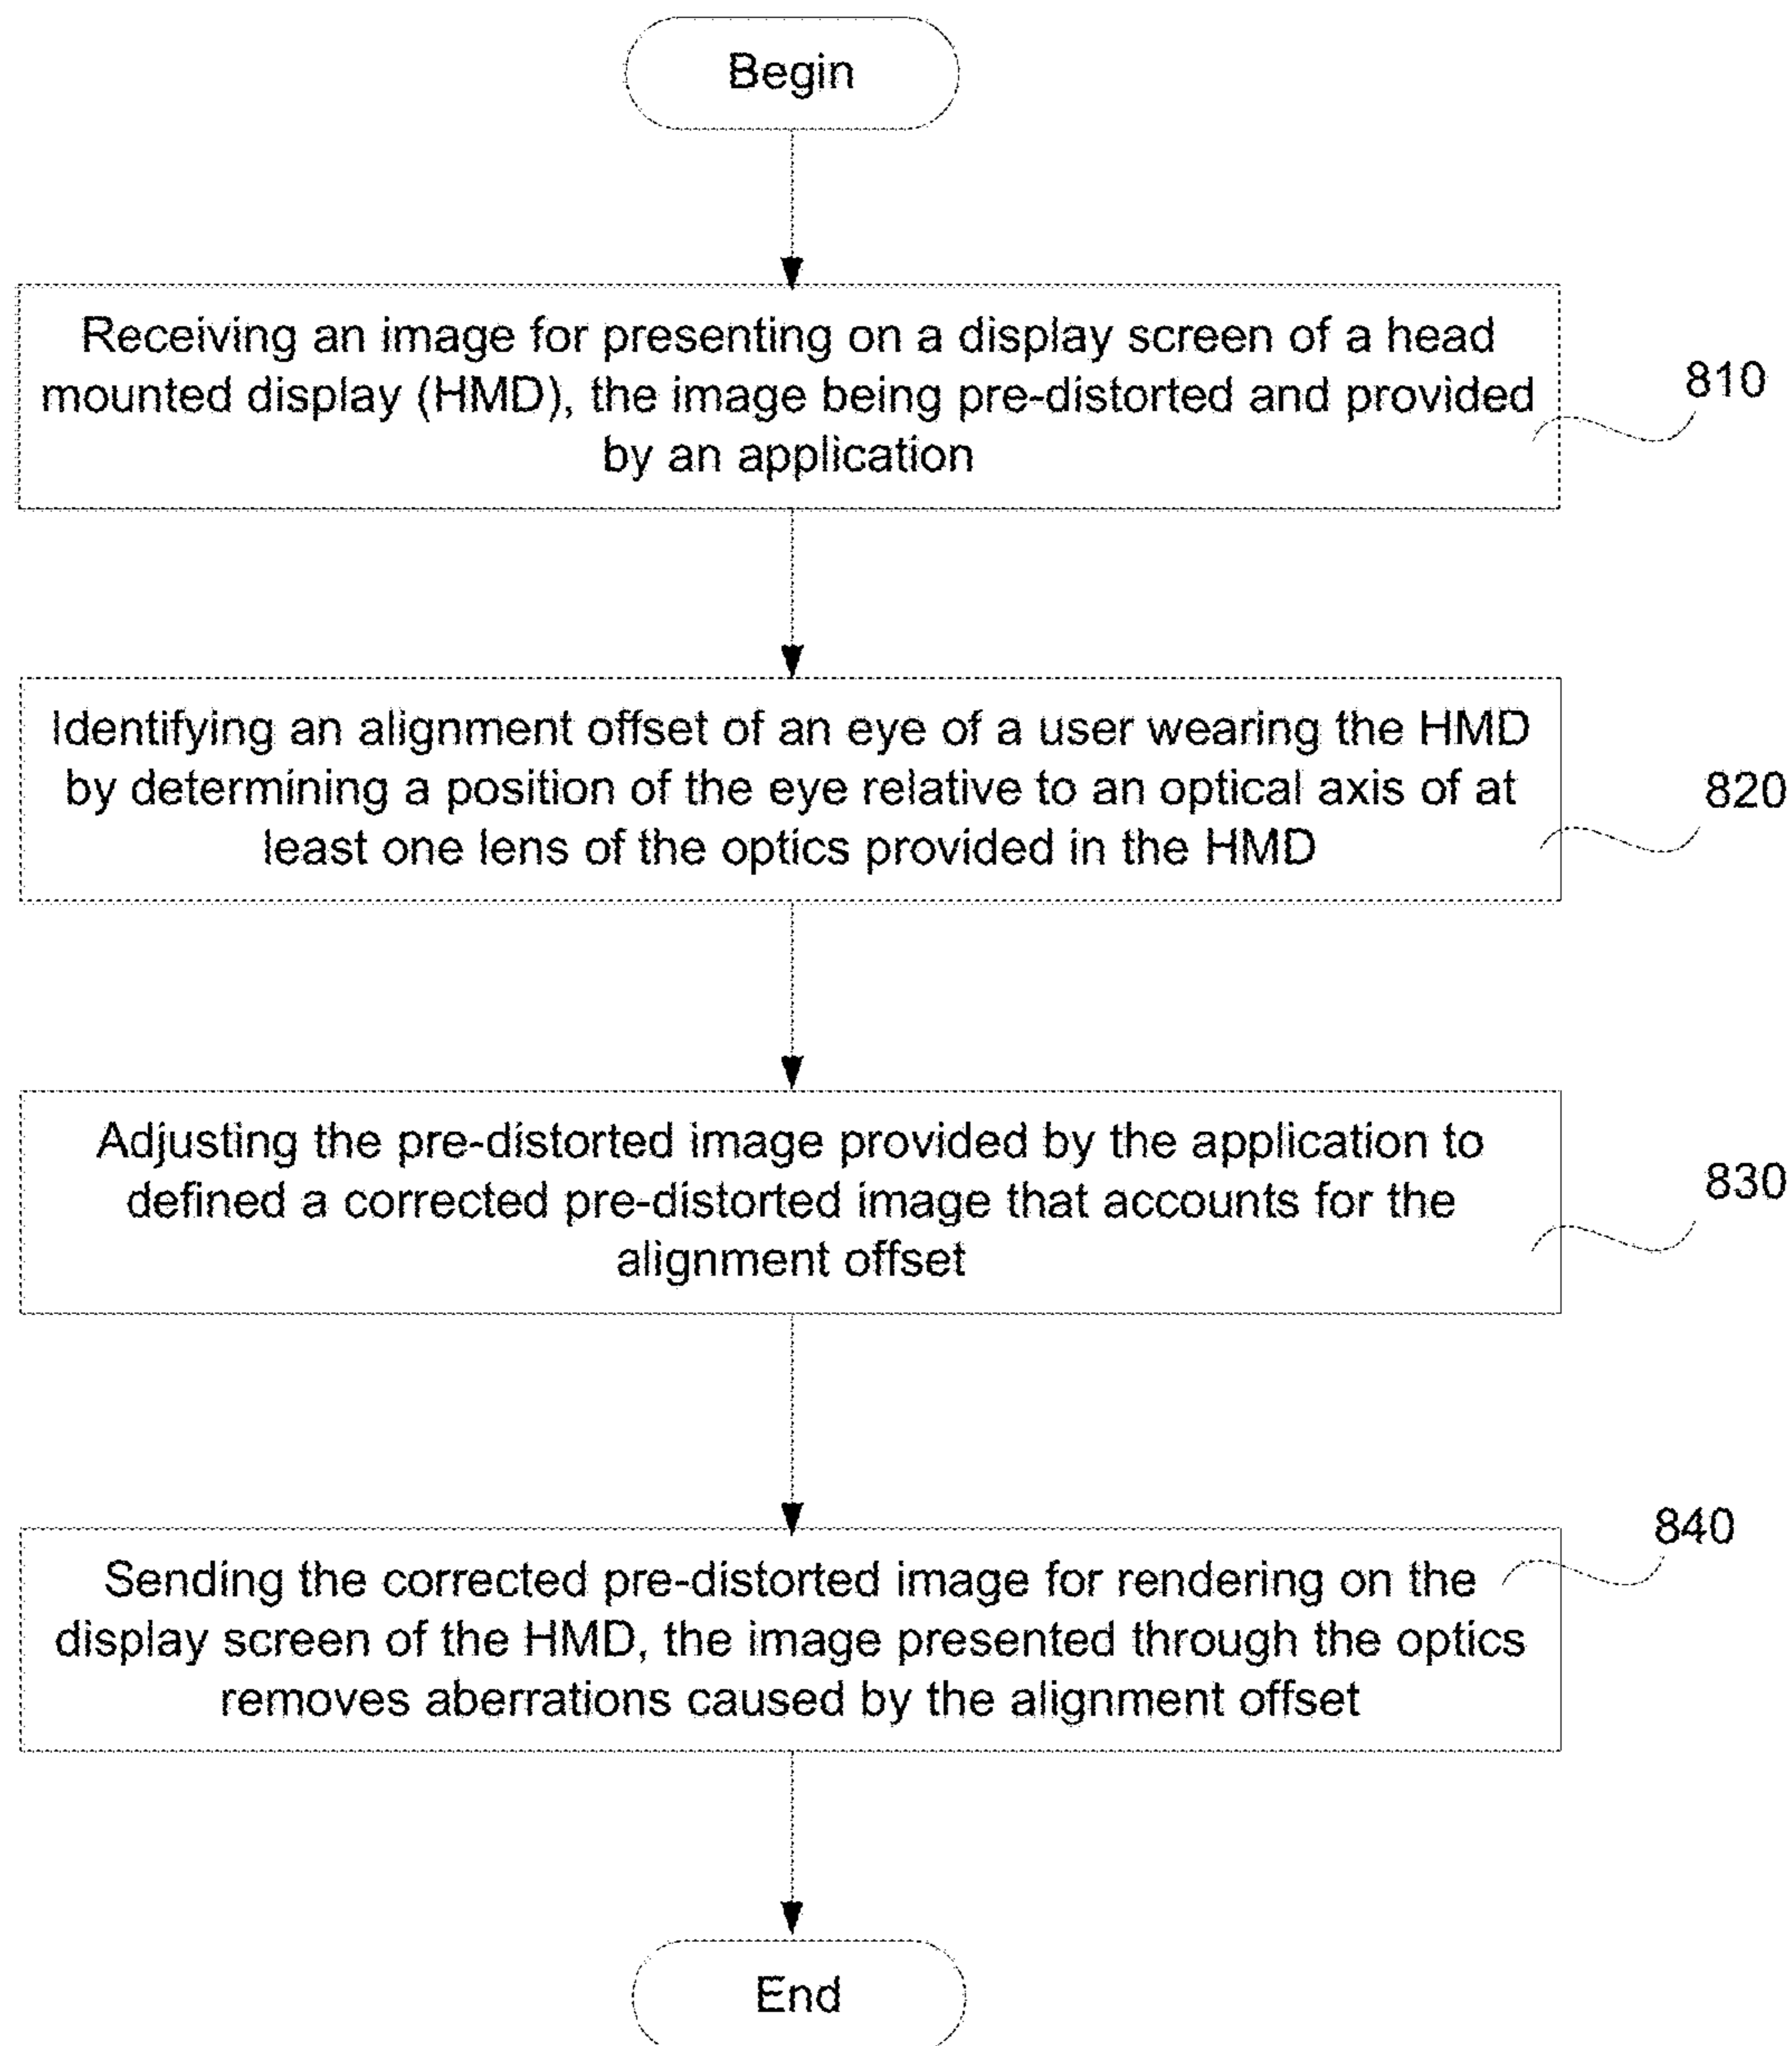 Begin
Receiving an image for presenting on a display screen of a head
mounted display (HMD), the image being pre-distorted and provided
by an application
810
Identifying an alignment offset of an eye of a user wearing the HMD
by determining a position of the eye relative to an optical axis of at
least one lens of the optics provided in the HMD
820
Adjusting the pre-distorted image provided by the application to
defined a corrected pre-distorted image that accounts for the
alignment offset
830
Sending the corrected pre-distorted image for rendering on the
display screen of the HMD, the image presented through the optics
removes aberrations caused by the alignment offset
840
End